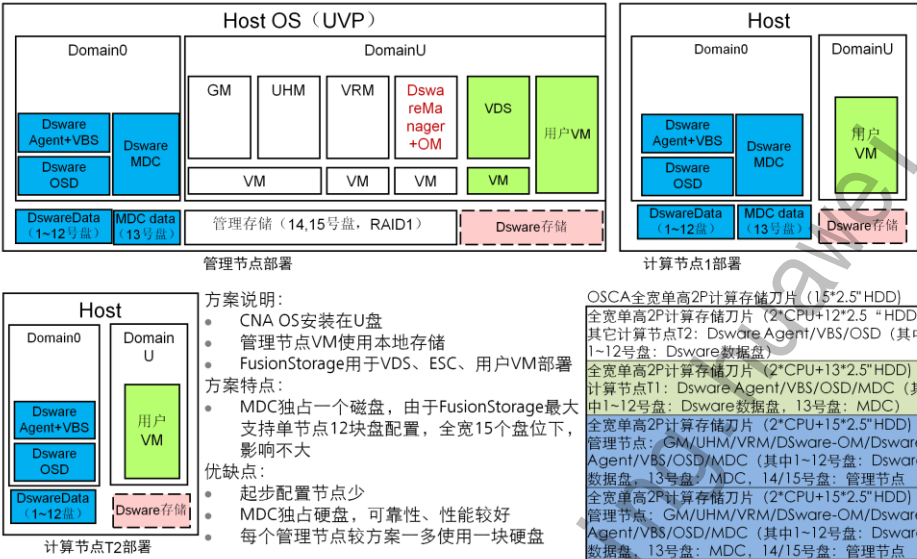 Host OS（UVP）
Domain0
DomainU
GM
UHM
VRM
Dswa
reMa
nager
+OM
VDS
用户VM
Dsware
Agent+VBS
Dsware
OSD
Dsware
MDC
VM
VM
VM
VM
DswareData
（1~12号盘）
MDC data
（13号盘）
管理存储（14,15号盘，RAID1）
Dsware存储
管理节点部署
Host
Domain0
DomainU
Dsware
Agent+VBS
Dsware
OSD
Dsware
MDC
用户
VM
DswareData
（1~12盘）
MDC data
（13号盘）
Dsware存储
计算节点1部署
Host
Domain0
Domain
U
Dsware
Agent+VBS
Dsware
OSD
用户
VM
DswareData
（1~12盘）
Dsware存储
计算节点T2部署
方案说明：
• CNA OS安装在U盘
• 管理节点VM使用本地存储
• FusionStorage用于VDS、ESC、用户VM部署
方案特点：
• MDC独占一个磁盘，由于FusionStorage最大
支持单节点12块盘配置，全宽15个盘位下，
影响不大
优缺点：
• 起步配置节点少
• MDC独占硬盘，可靠性、性能较好
• 每个管理节点较方案一多使用一块硬盘
OSCA全宽单高2P计算存储刀片（15*2.5"HDD）
全宽单高2P计算存储刀片（2*CPU+12*2.5 “HDD
其它计算节点T2：Dsware Agent/VBS/OSD（其中
1~12号盘：Dsware数据盘）
全宽单高2P计算存储刀片（2*CPU+13*2.5"HDD）
计算节点T1：Dsware Agent/VBS/OSD/MDC（其
中1~12号盘：Dsware数据盘，13号盘：MDC）
全宽单高2P计算存储刀片（2*CPU+15*2.5"HDD）
管理节点：GM/UHM/VRM/DSware-OM/Dsware
Agent/VBS/OSD/MDC（其中1~12号盘：Dsware
数据盘，13号盘：MDC，14/15号盘：管理节点
全宽单高2P计算存储刀片（2*CPU+15*2.5"HDD）
管理节点：GM/UHM/VRM/DSware-OM/Dsware
Agent/VBS/OSD/MDC（其中1~12号盘：Dsware
数据盘，13号盘：MDC，14/15号盘：管理节点
ing.huawei